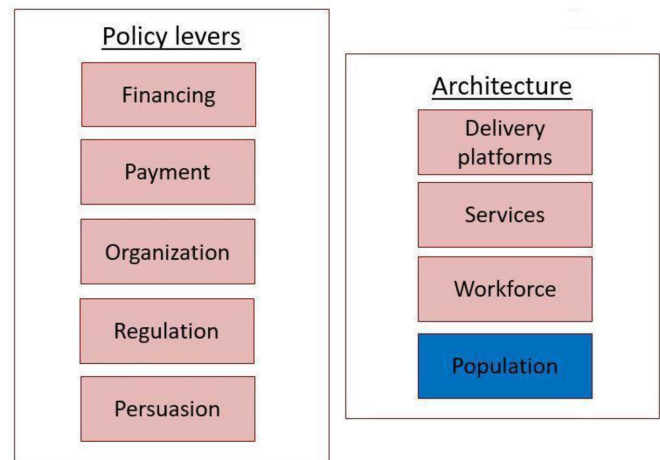 Policy levers
Financing
Payment
Organization
Regulation
Persuasion
Architecture
Delivery
platforms
Services
Workforce
Population